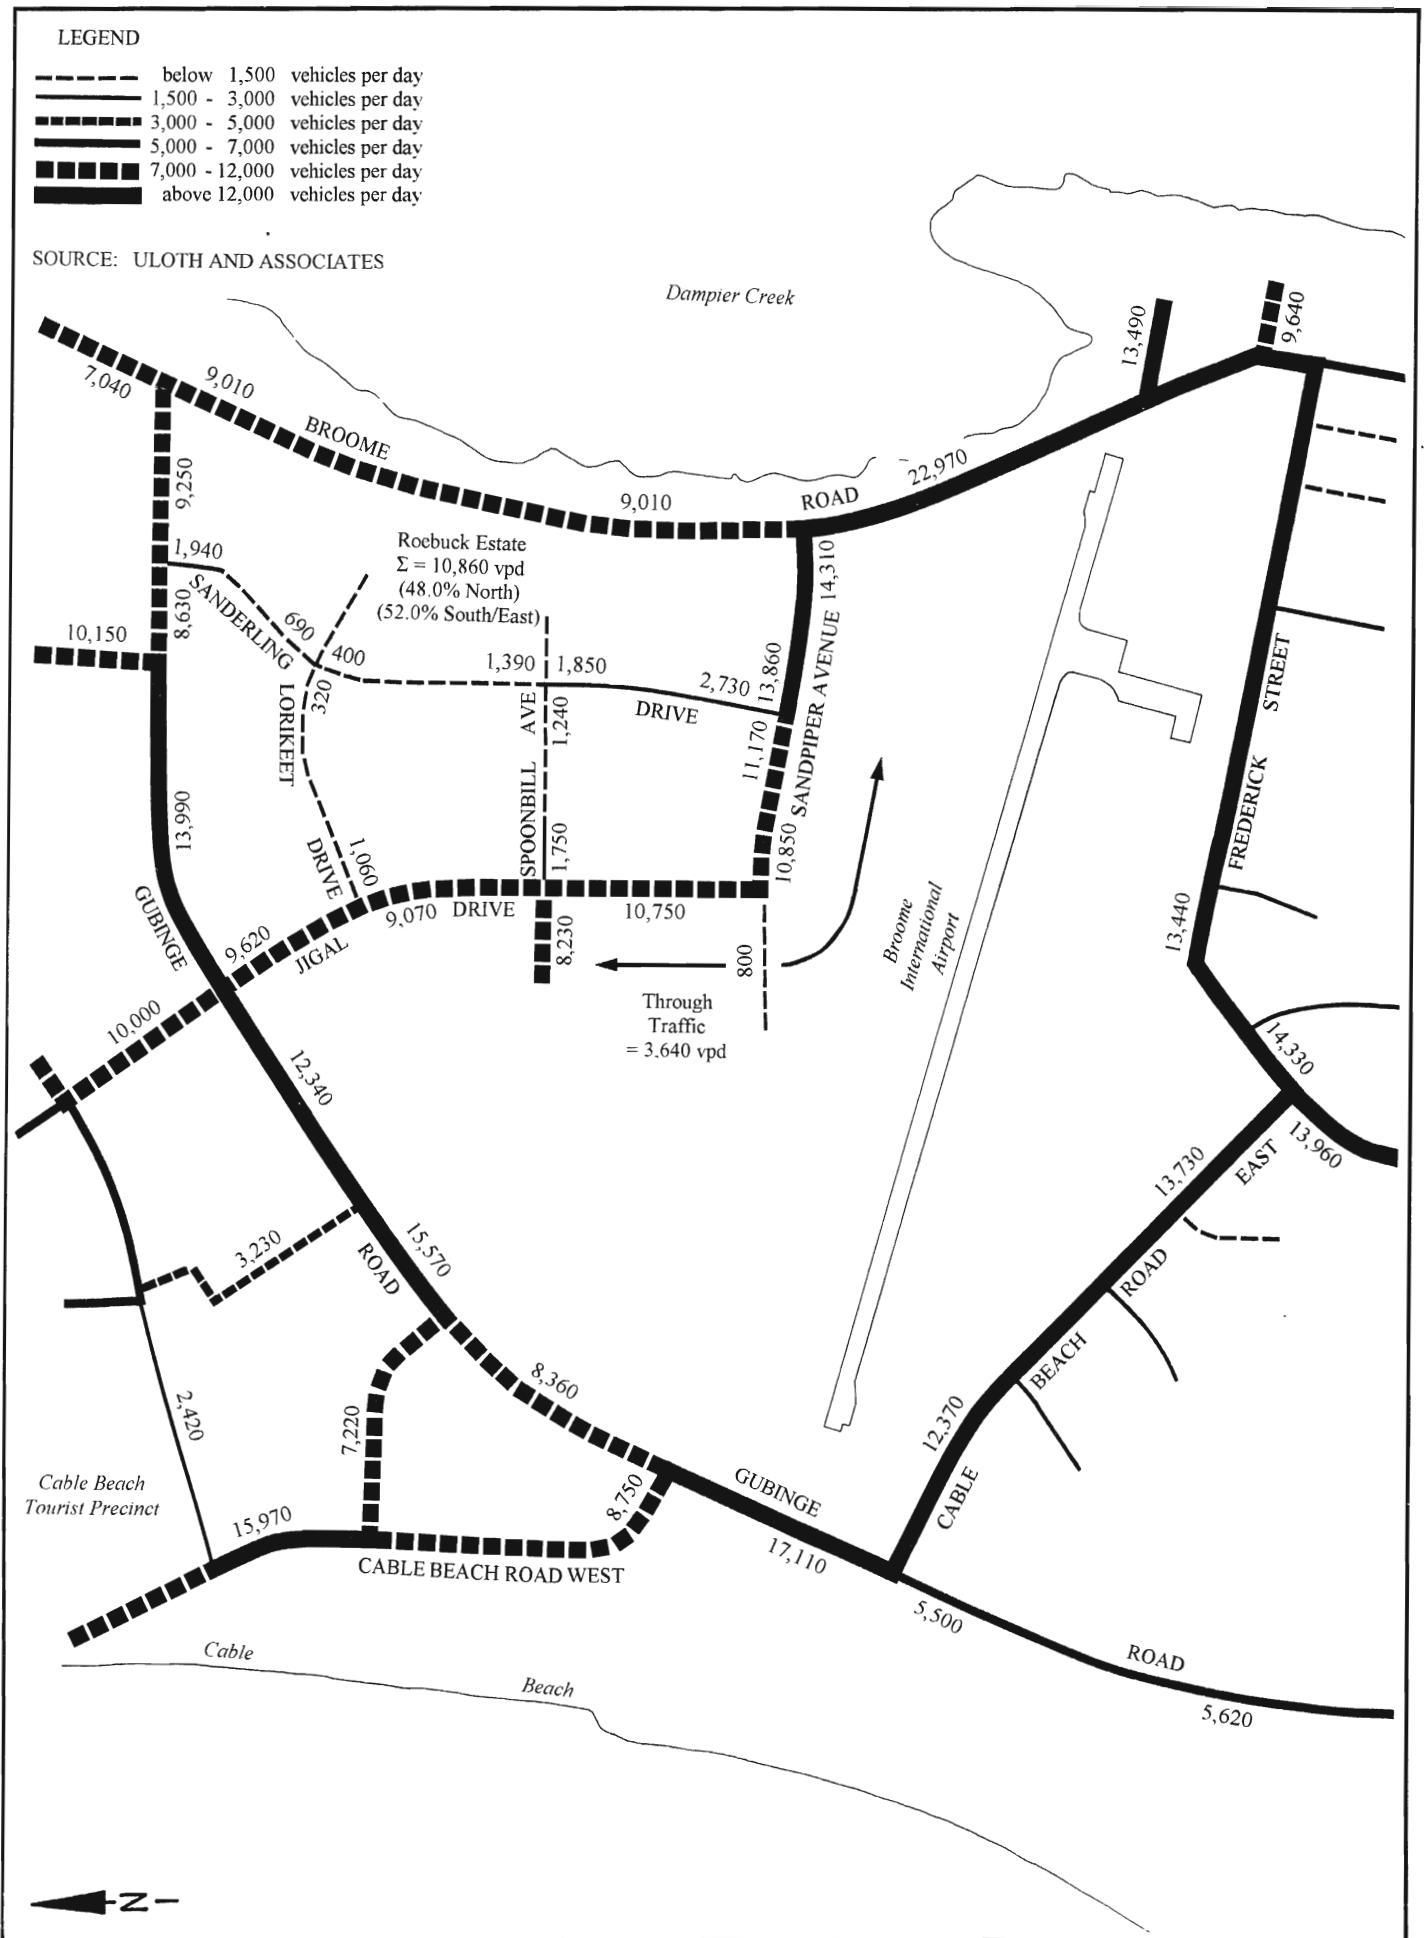 LEGEND
below 1,500 vehicles per day
1,500 - 3,000 vehicles per day
3,000 - 5,000 vehicles per day
5,000 - 7,000 vehicles per day
7,000 - 12,000 vehicles per day
above 12,000 vehicles per day
SOURCE: ULOTH AND ASSOCIATES
Dampier Creek
13,490
9,640
7,040
9,010
BROOME
9,010
ROAD
22,970
9,250
Roebuck Estate
Σ = 10,860 vpd
(48.0% North)
(52.0% South/East)
1,940
SANDERLING
8,630
10,150
690
400
320
1,390
1,850
2,730
DRIVE
14,310
13,860
SANDPIPER AVENUE
11,170
10,850
LORIKEET
DRIVE
1,060
AVE
SPOONBILL
1,240
1,750
STREET
FREDERICK
13,440
13,990
GUBINGE
9,620
JIGAL
9,070
DRIVE
10,750
8,230
800
Through
Traffic
= 3.640 vpd
Broome
International
Airport
10,000
12,340
14,330
13,960
13,730
EAST
3,230
ROAD
15,570
ROAD
BEACH
CABLE
12,370
8,360
7,220
2,420
8,750
GUBINGE
17,110
Cable Beach
Tourist Precinct
15,970
CABLE BEACH ROAD WEST
5,500
ROAD
5,620
Cable
Beach
N